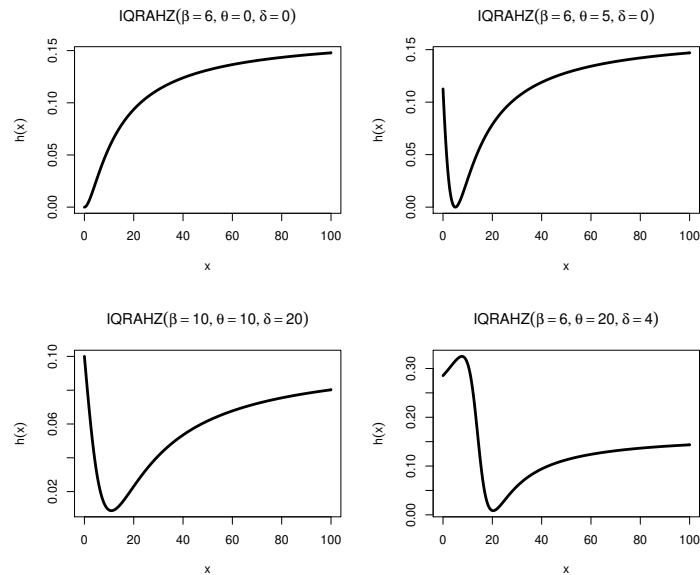 IQRAHZ(β = 6, θ = 0, δ = 0)
h(x)
0.00 0.05 0.10 0.15
0 20 40 60 80 100
x
IQRAHZ(β = 6, θ = 5, δ = 0)
h(x)
0.00 0.05 0.10 0.15
0 20 40 60 80 100
x
IQRAHZ(β = 10, θ = 10, δ = 20)
h(x)
0.02 0.06 0.10
0 20 40 60 80 100
x
IQRAHZ(β = 6, θ = 20, δ = 4)
h(x)
0.00 0.10 0.20 0.30
0 20 40 60 80 100
x